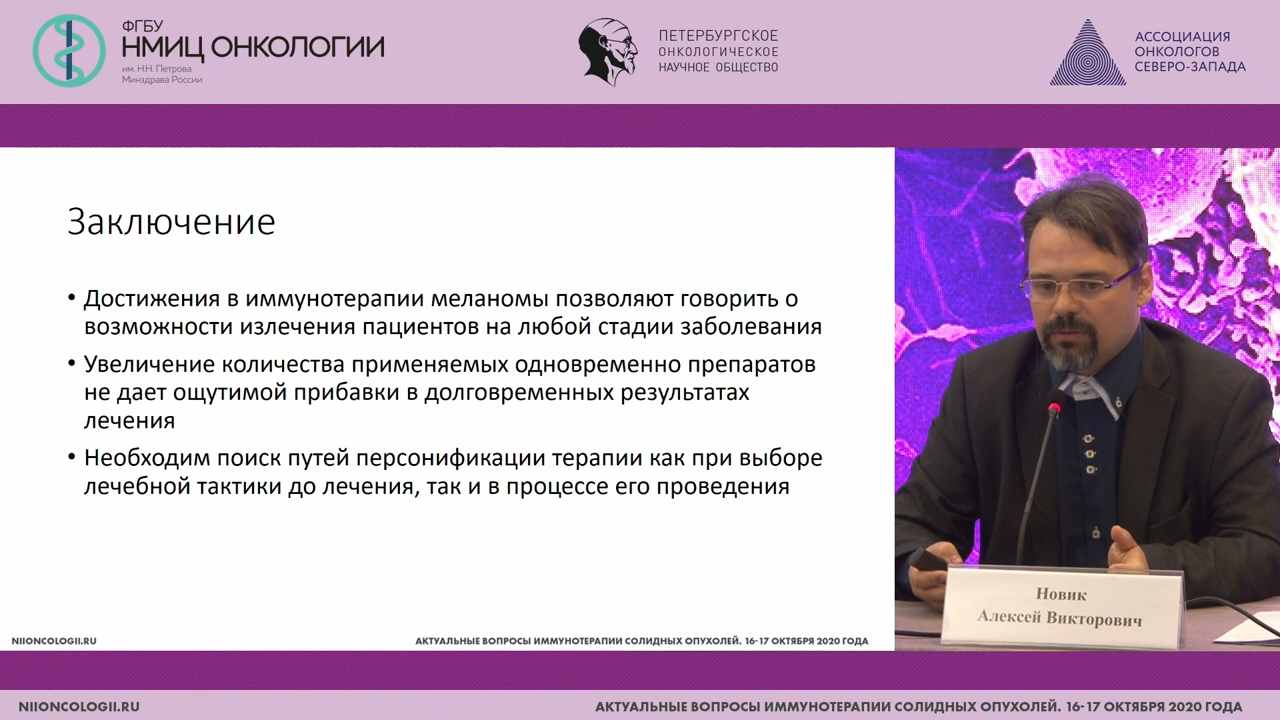 ФГБУ
НМИЦ ОНКОЛОГИИ
им. Н.Н. Петрова
Минздрава России
ПЕТЕРБУРГСКОЕ
ОНКОЛОГИЧЕСКОЕ
НАУЧНОЕ ОБЩЕСТВО
АССОЦИАЦИЯ
ОНКОЛОГОВ
СЕВЕРО-ЗАПАДА
Заключение
• Достижения в иммунотерапии меланомы позволяют говорить о
возможности излечения пациентов на любой стадии заболевания
• Увеличение количества применяемых одновременно препаратов
не дает ощутимой прибавки в долговременных результатах
лечения
• Необходим поиск путей персонификации терапии как при выборе
лечебной тактики до лечения, так и в процессе его проведения
NIIONCOLOGII.RU
АКТУАЛЬНЫЕ ВОПРОСЫ ИММУНОТЕРАПИИ СОЛИДНЫХ ОПУХОЛЕЙ. 16-17 ОКТЯБРЯ 2020 ГОДА
Новик
Алексей Викторович
NIIONCOLOGII.RU
АКТУАЛЬНЫЕ ВОПРОСЫ ИММУНОТЕРАПИИ СОЛИДНЫХ ОПУХОЛЕЙ. 16-17 ОКТЯБРЯ 2020 ГОДА